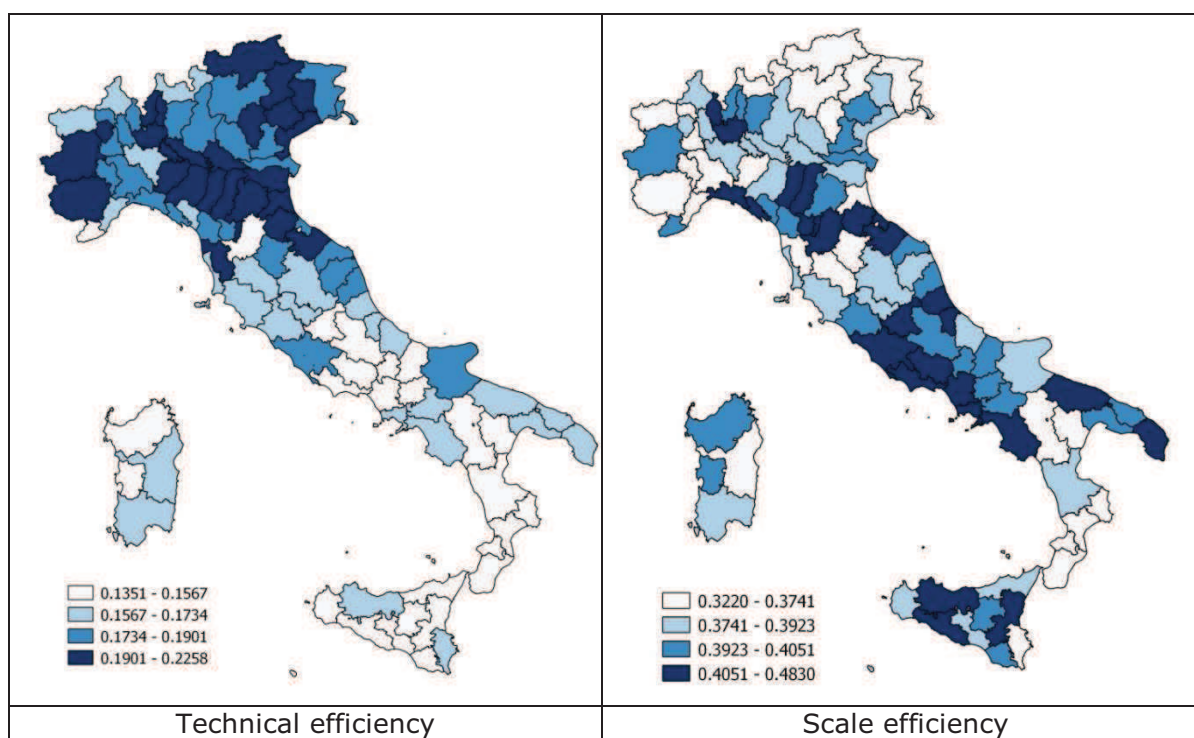 0.1351 - 0.1567
0.1567 - 0.1734
0.1734 - 0.1901
0.1901 - 0.2258
0.3220 - 0.3741
0.3741 - 0.3923
0.3923 - 0.4051
0.4051 - 0.4830
Technical efficiency
Scale efficiency